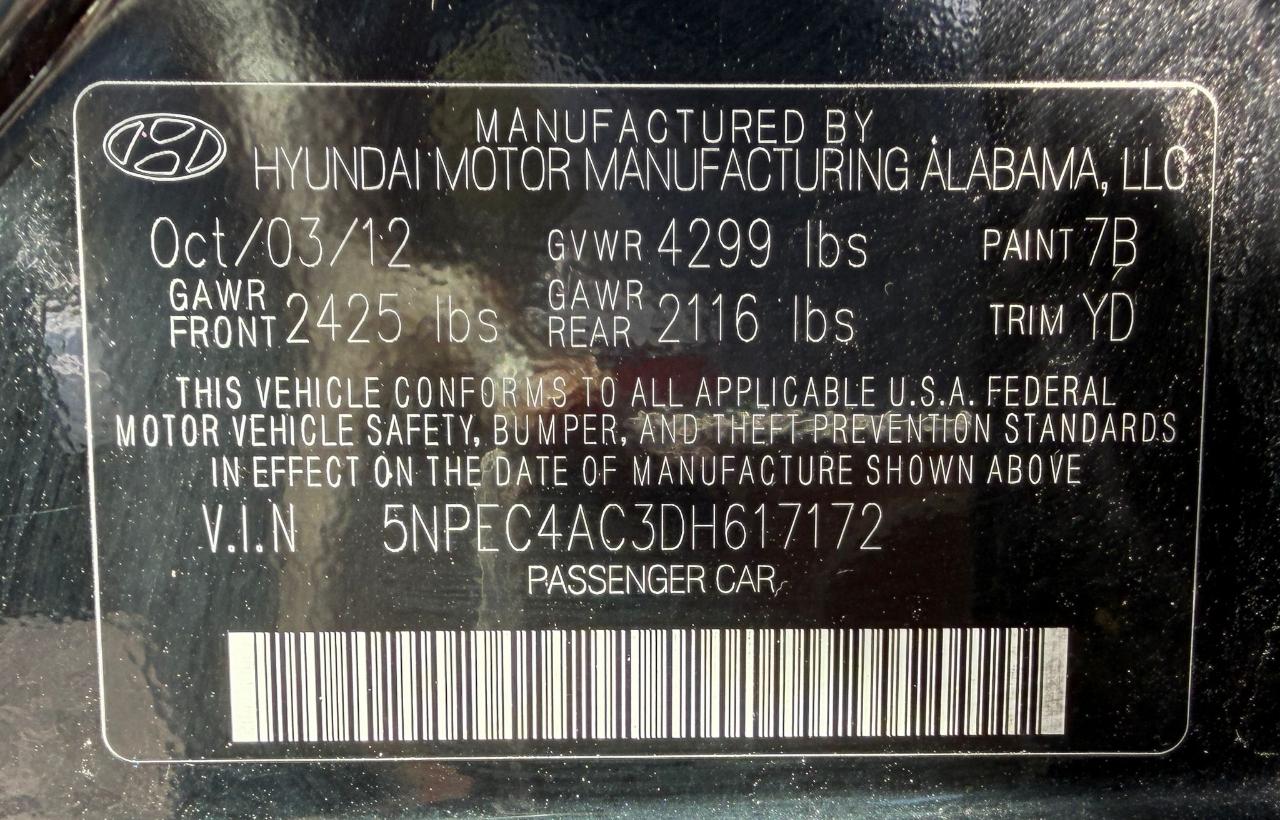 MANUFACTURED BY
HYUNDAI MOTOR MANUFACTURING ALABAMA, LLC
Oct/03/12 GVWR 4299 lbs PAINT 7B
GAWR FRONT 2425 lbs GAWR REAR 2116 lbs TRIM YD
THIS VEHICLE CONFORMS TO ALL APPLICABLE U.S.A. FEDERAL
MOTOR VEHICLE SAFETY, BUMPER, AND THEFT PREVENTION STANDARDS
IN EFFECT ON THE DATE OF MANUFACTURE SHOWN ABOVE
V.I.N 5NPEC4AC3DH617172
PASSENGER CAR